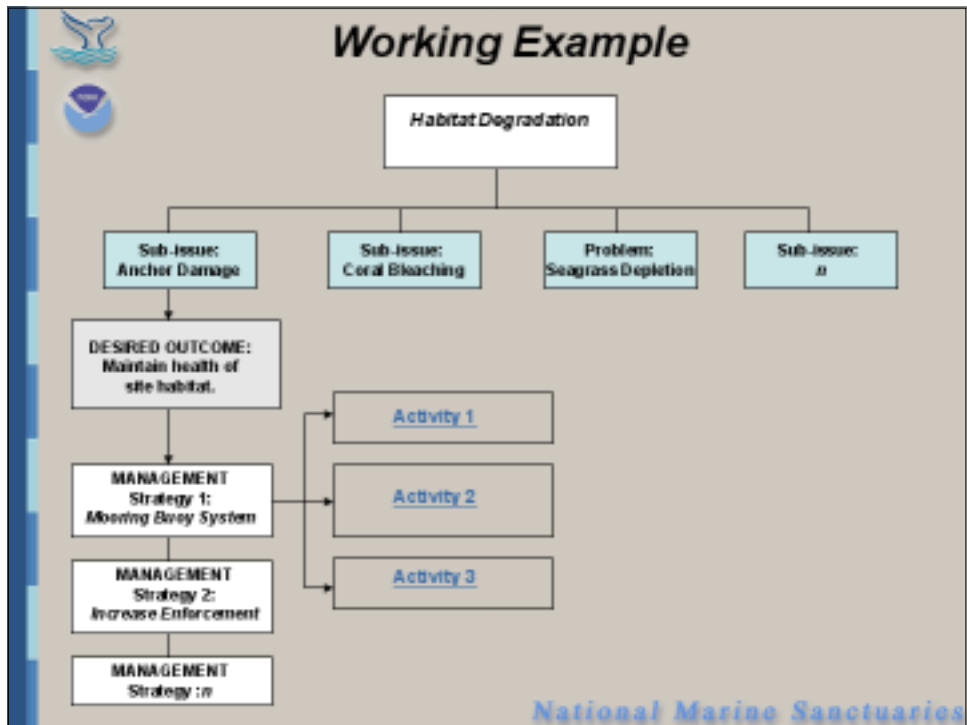 Working Example
Habitat Degradation
Sub-issue:
Anchor Damage
Sub-issue:
Coral Bleaching
Problem:
Seagrass Depletion
Sub-issue:
n
DESIRED OUTCOME:
Maintain health of
site habitat.
Activity 1
MANAGEMENT
Strategy 1:
Mooring Buoy System
Activity 2
Activity 3
MANAGEMENT
Strategy 2:
Increase Enforcement
MANAGEMENT
Strategy :n
National Marine Sanctuaries